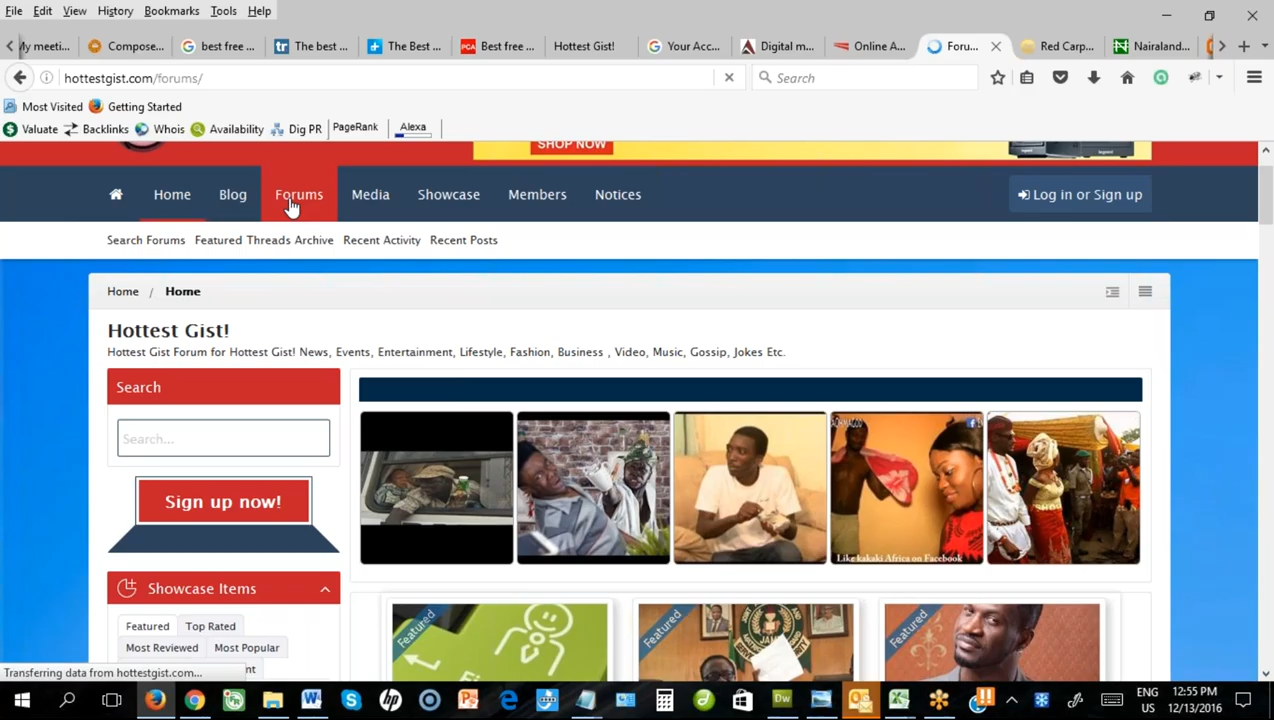 File Edit View History Bookmarks Tools Help
My meeti... Compose... best free ... The best ... The Best ... Best free ... Hottest Gist! Your Acc... Digital m... Online A... Foru... Red Carp... Nairaland...
hottestgist.com/forums/ Search
Most Visited Getting Started
Valuate Backlinks Whois Availability Dig PR PageRank Alexa
SHOP NOW
Home Blog Forums Media Showcase Members Notices Log in or Sign up
Search Forums Featured Threads Archive Recent Activity Recent Posts
Home / Home
Hottest Gist!
Hottest Gist Forum for Hottest Gist! News, Events, Entertainment, Lifestyle, Fashion, Business , Video, Music, Gossip, Jokes Etc.
Search
Search...
Sign up now!
Like kakaki Africa on Facebook
Showcase Items
Featured Top Rated
Most Reviewed Most Popular
Featured Featured Featured
Transferring data from hottestgist.com...
ENG 12:55 PM
US 12/13/2016